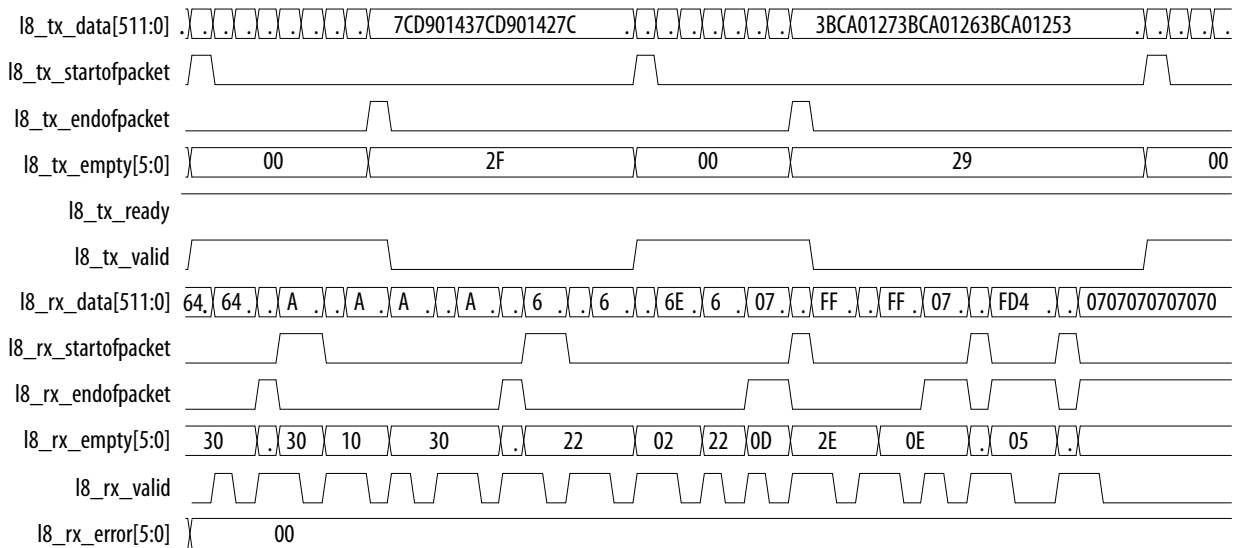 l8_tx_data[511:0] . . . . . . . . 7CD901437CD901427C . . . . . . 3BCA01273BCA01263BCA01253 . . . . .
l8_tx_startofpacket
l8_tx_endofpacket
l8_tx_empty[5:0] 00 2F 00 29 00
l8_tx_ready
l8_tx_valid
l8_rx_data[511:0] 64. 64 . . A . . A . A . . A . . 6 . . 6 . . 6E . 6 . 07. . FF . . FF . 07 . . FD4 . . 0707070707070
l8_rx_startofpacket
l8_rx_endofpacket
l8_rx_empty[5:0] 30 . 30 10 30 . 22 02 22 0D 2E 0E . 05 .
l8_rx_valid
l8_rx_error[5:0] 00